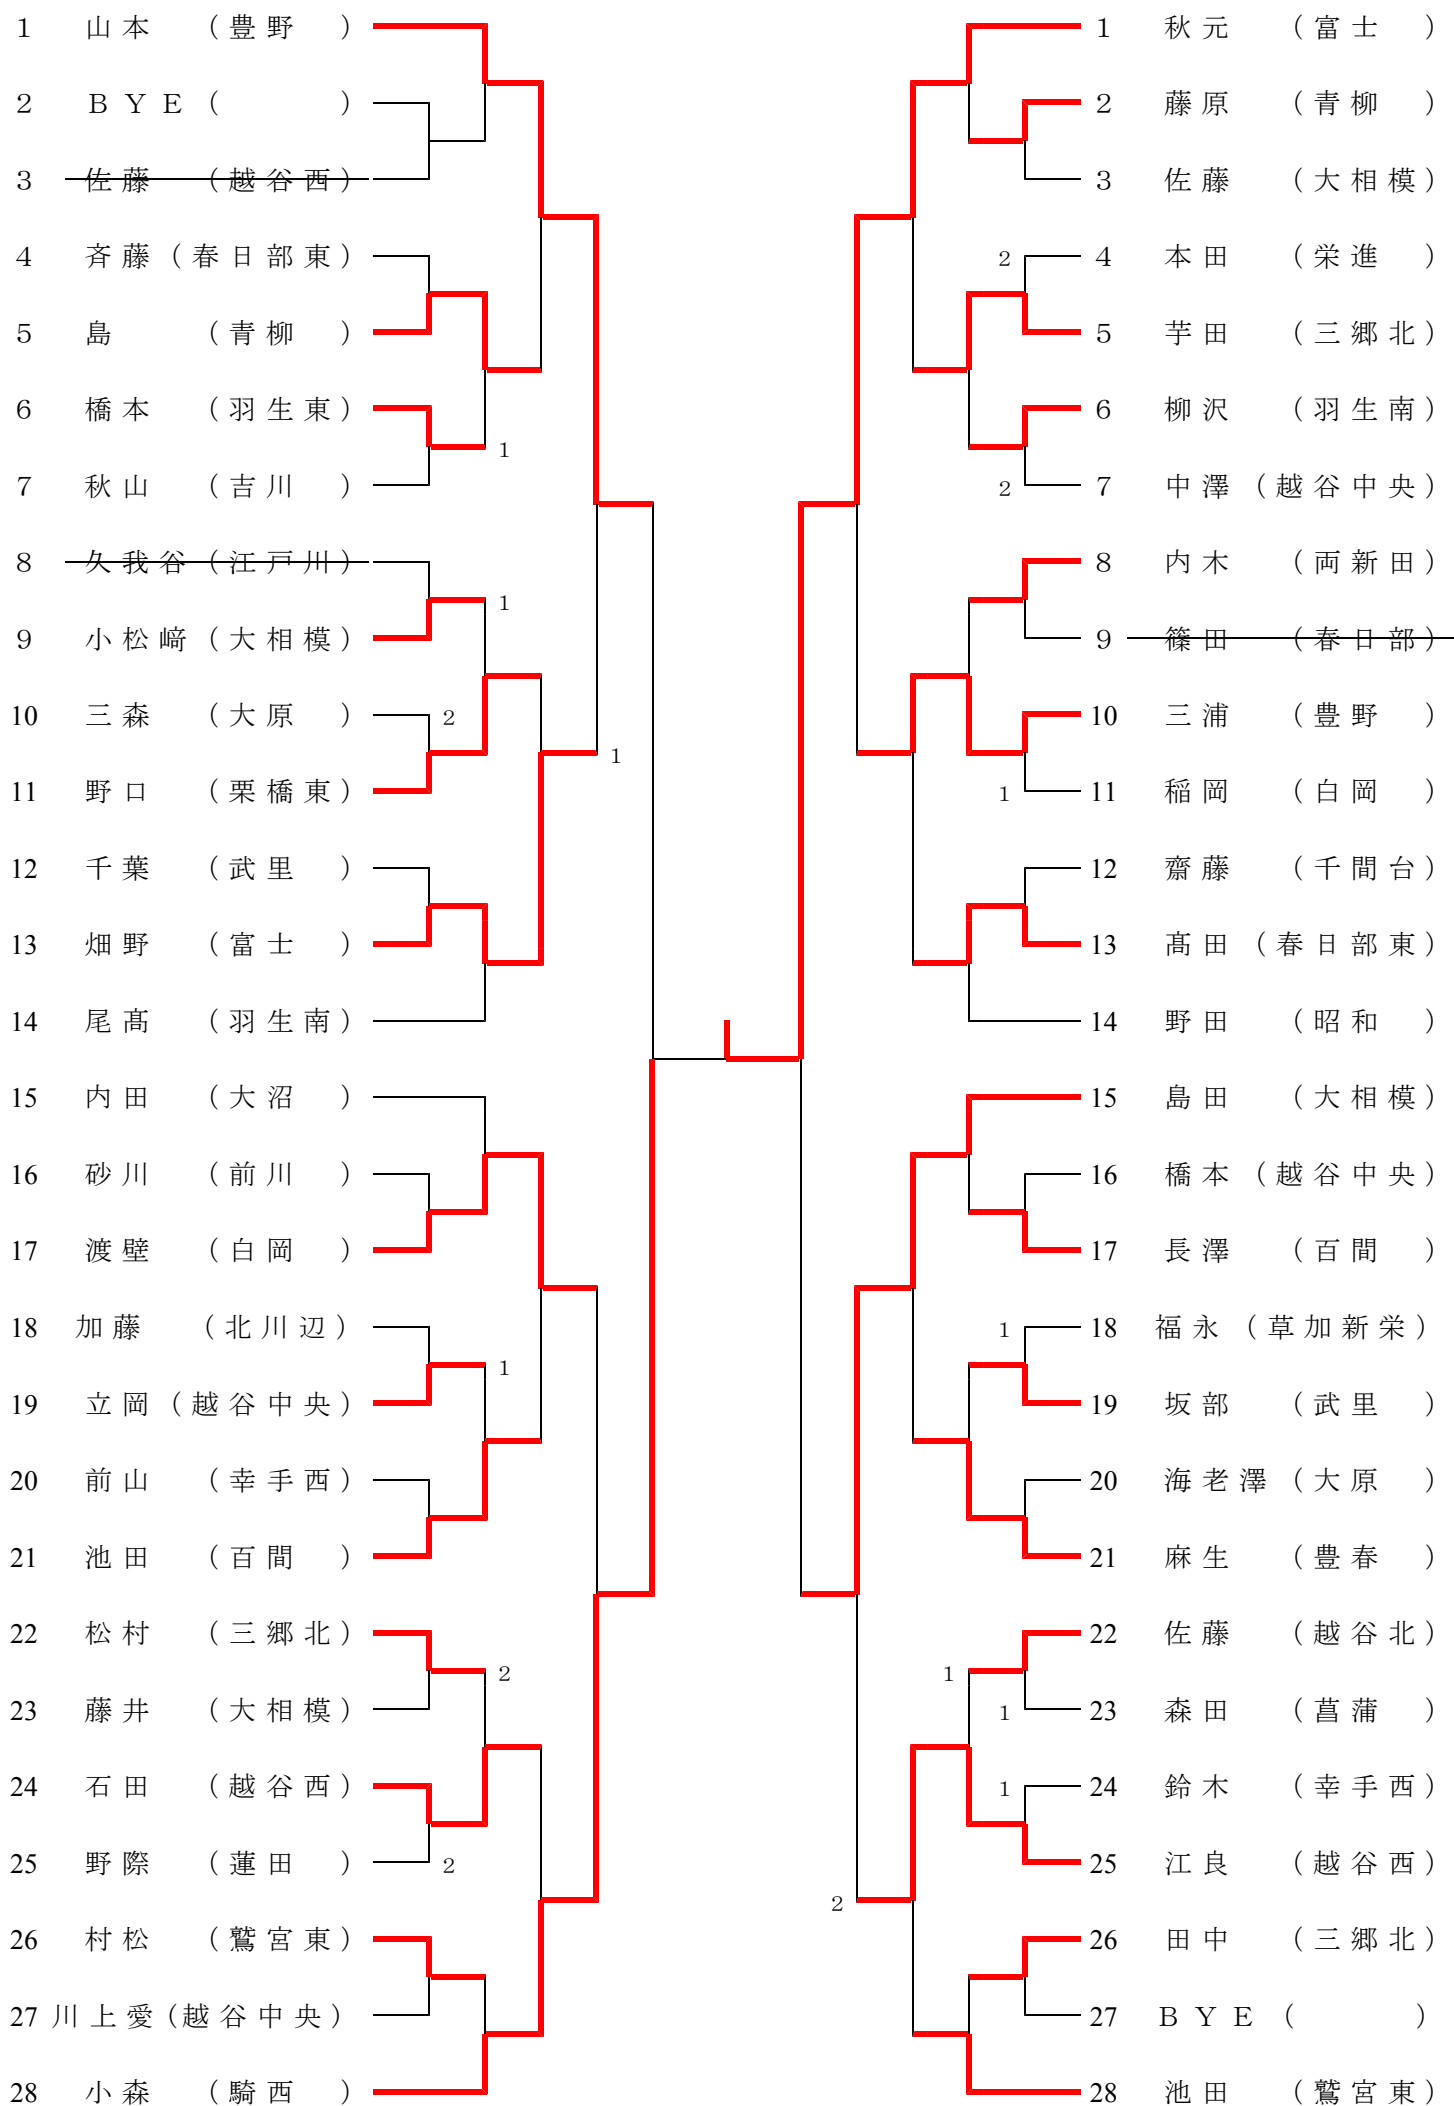 1 山本 （豊野 ）
2 ＢＹＥ（ ）
3 佐藤 （越谷西）
4 斉藤（春日部東）
5 島 （青柳 ）
6 橋本 （羽生東）
1
7 秋山 （吉川 ）
8 久我谷（江戸川）
1
9 小松﨑（大相模）
10 三森 （大原 ）
2
11 野口 （栗橋東）
1
12 千葉 （武里 ）
13 畑野 （富士 ）
14 尾髙 （羽生南）
15 内田 （大沼 ）
16 砂川 （前川 ）
17 渡壁 （白岡 ）
18 加藤 （北川辺）
1
19 立岡（越谷中央）
20 前山 （幸手西）
21 池田 （百間 ）
22 松村 （三郷北）
2
23 藤井 （大相模）
24 石田 （越谷西）
25 野際 （蓮田 ）
2
26 村松 （鷲宮東）
27 川上愛（越谷中央）
28 小森 （騎西 ）
1 秋元 （富士 ）
2 藤原 （青柳 ）
3 佐藤 （大相模）
2
4 本田 （栄進 ）
5 芋田 （三郷北）
6 柳沢 （羽生南）
2
7 中澤（越谷中央）
8 内木 （両新田）
9 篠田 （春日部）
10 三浦 （豊野 ）
1
11 稲岡 （白岡 ）
12 齋藤 （千間台）
13 髙田（春日部東）
14 野田 （昭和 ）
15 島田 （大相模）
16 橋本（越谷中央）
17 長澤 （百間 ）
1
18 福永（草加新栄）
19 坂部 （武里 ）
20 海老澤（大原 ）
21 麻生 （豊春 ）
22 佐藤 （越谷北）
1
1
23 森田 （菖蒲 ）
1
24 鈴木 （幸手西）
25 江良 （越谷西）
2
26 田中 （三郷北）
27 ＢＹＥ（ ）
28 池田 （鷲宮東）